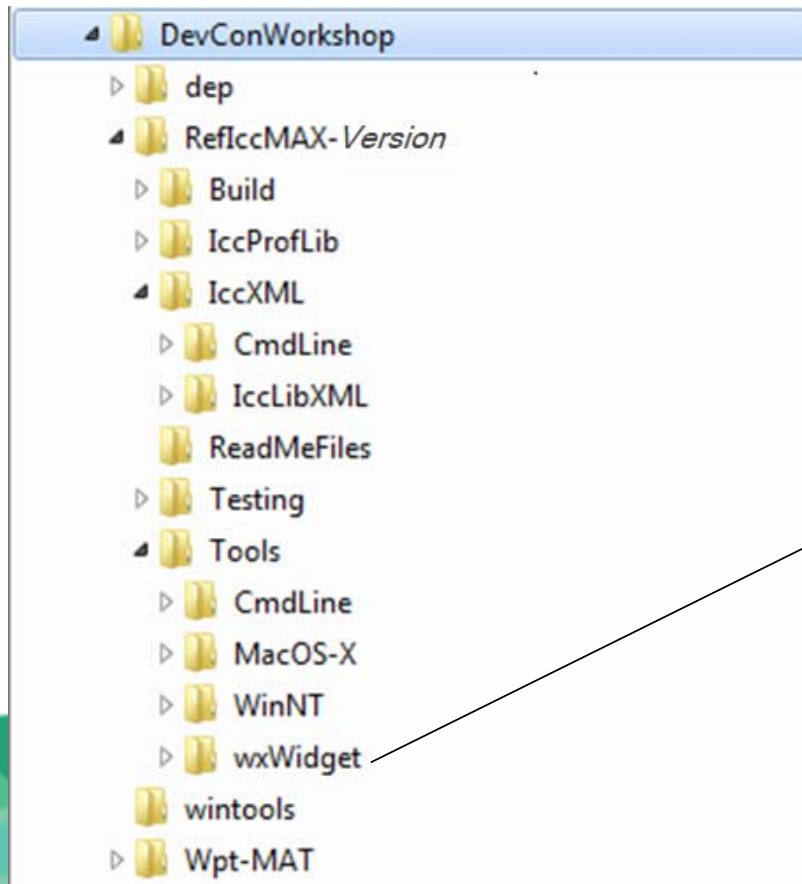 DevConWorkshop
dep
RefIccMAX-Version
Build
IccProfLib
IccXML
CmdLine
IccLibXML
ReadMeFiles
Testing
Tools
CmdLine
MacOS-X
WinNT
wxWidget
wintools
Wpt-MAT